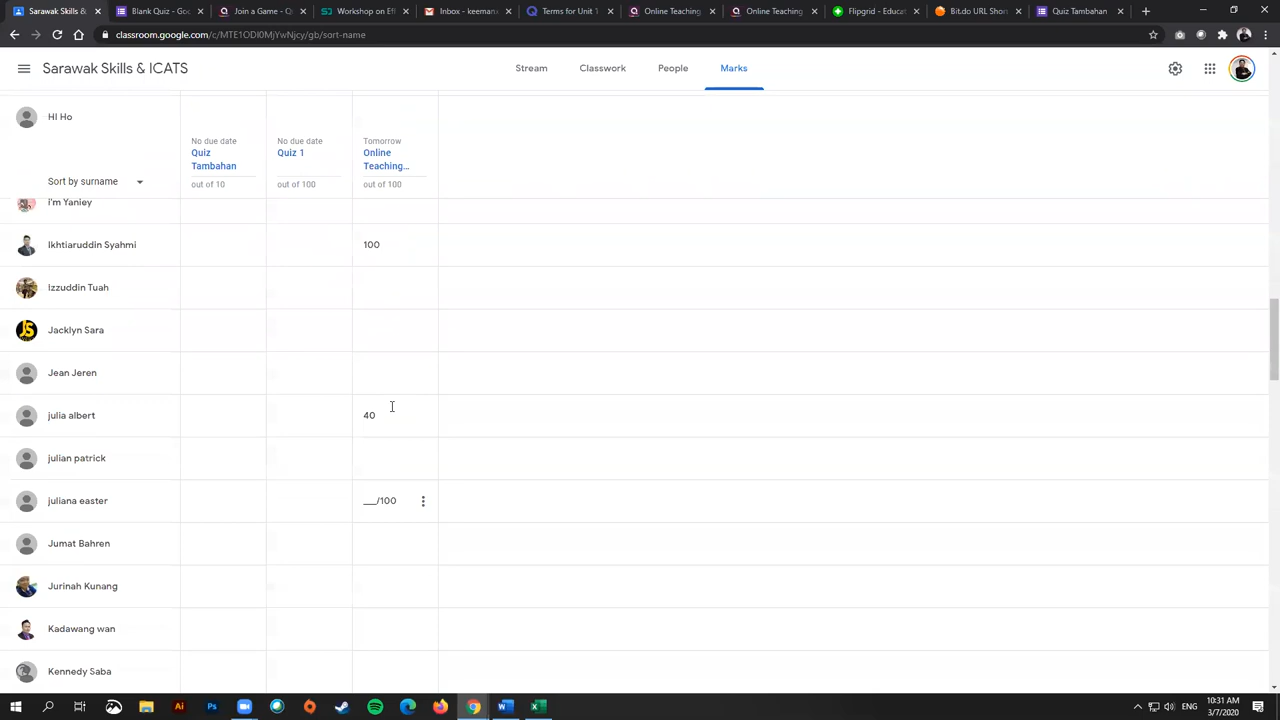 Sarawak Skills &
Blank Quiz - Google
Join a Game - Q
Workshop on Eff
Inbox - keeman
Terms for Unit 1
Online Teaching
Online Teaching
Flipgrid - Educat
Bit.do URL Short
Quiz Tambahan
classroom.google.com/c/MTE1ODI0MjYwNjcy/gb/sort-name
Sarawak Skills & ICATS
Stream
Classwork
People
Marks
HI Ho
No due date
No due date
Tomorrow
Quiz Tambahan
Quiz 1
Online Teaching…
Sort by surname
out of 10
out of 100
out of 100
i'm Yaniey
Ikhtiaruddin Syahmi
100
Izzuddin Tuah
Jacklyn Sara
Jean Jeren
julia albert
40
julian patrick
juliana easter
___/100
Jumat Bahren
Jurinah Kunang
Kadawang wan
Kennedy Saba
ENG
10:31 AM
3/7/2020